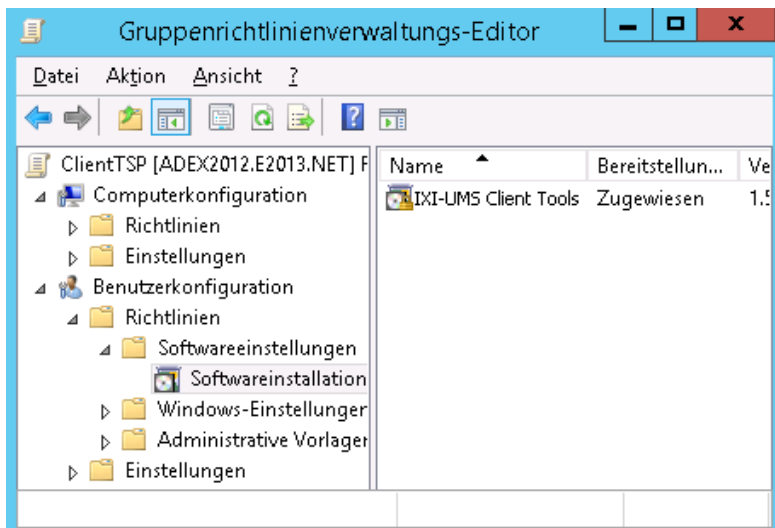 Gruppenrichtlinienverwaltungs-Editor
Datei Aktion Ansicht ?
ClientTSP [ADEX2012.E2013.NET]
Computerkonfiguration
Richtlinien
Einstellungen
Benutzerkonfiguration
Richtlinien
Softwareeinstellungen
Softwareinstallation
Windows-Einstellunger
Administrative Vorlager
Einstellungen
Name Bereitstellun... Ve
IXI-UMS Client Tools Zugewiesen 1.5